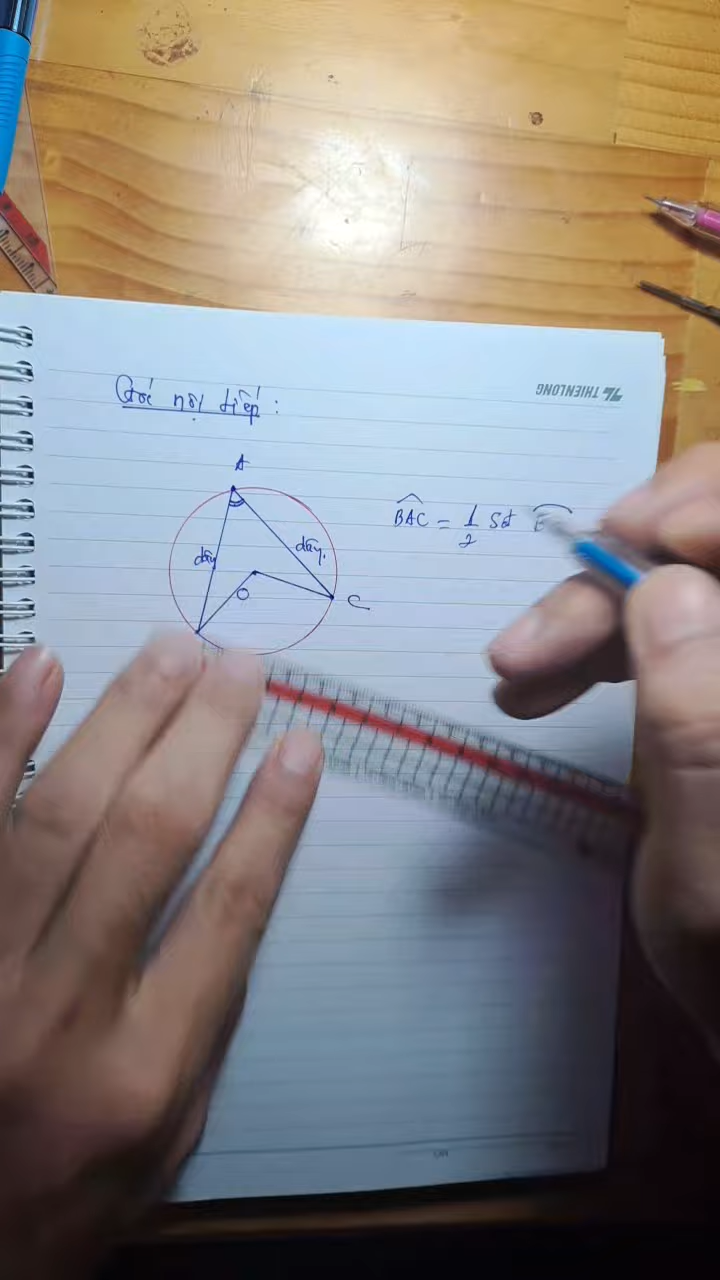 THIENLONG
Góc nội tiếp :
A
BAC = 1/2 Sđ
dây
dây.
O
C